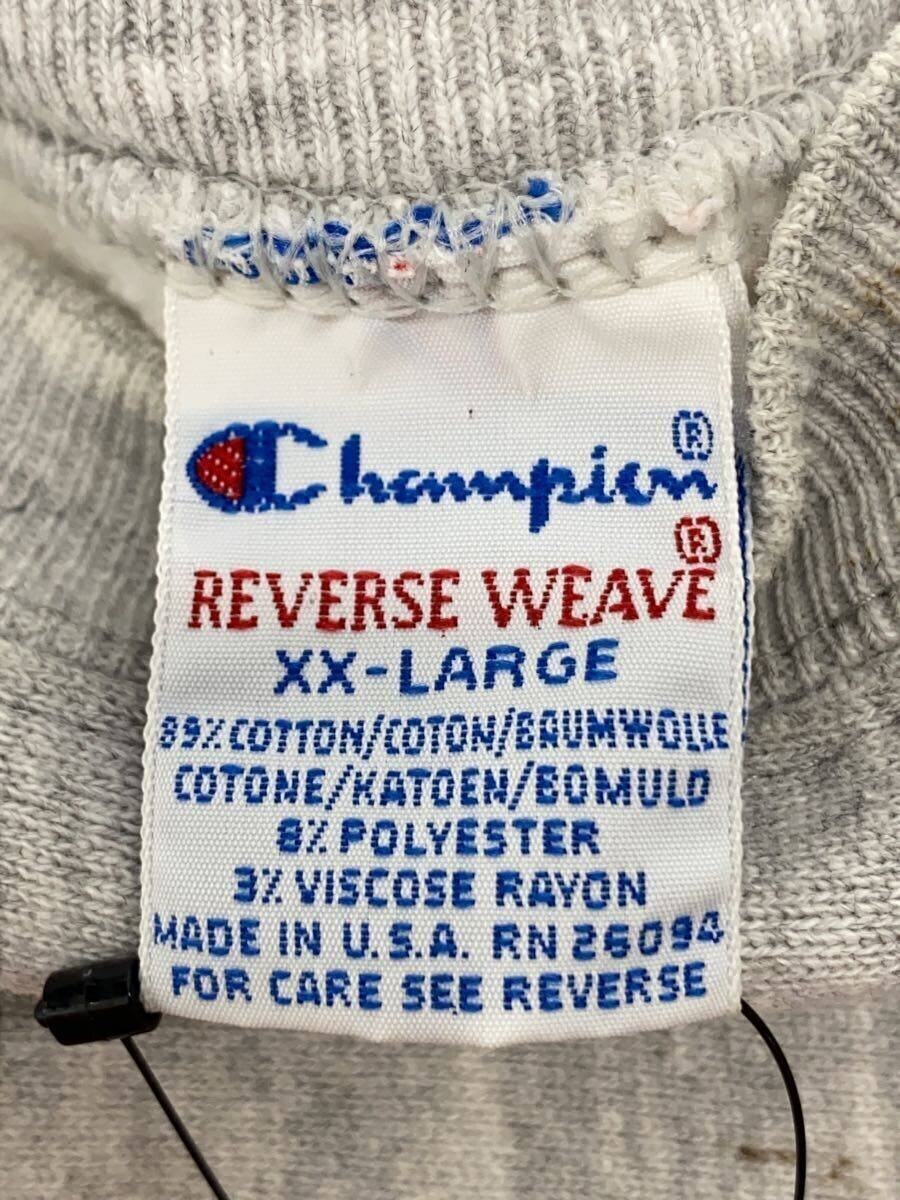 Champion®
REVERSE WEAVE®
XX-LARGE
89% COTTON/COTON/BAUMWOLLE
COTONE/KATOEN/BOMULD
8% POLYESTER
3% VISCOSE RAYON
MADE IN U.S.A. RN 26094
FOR CARE SEE REVERSE